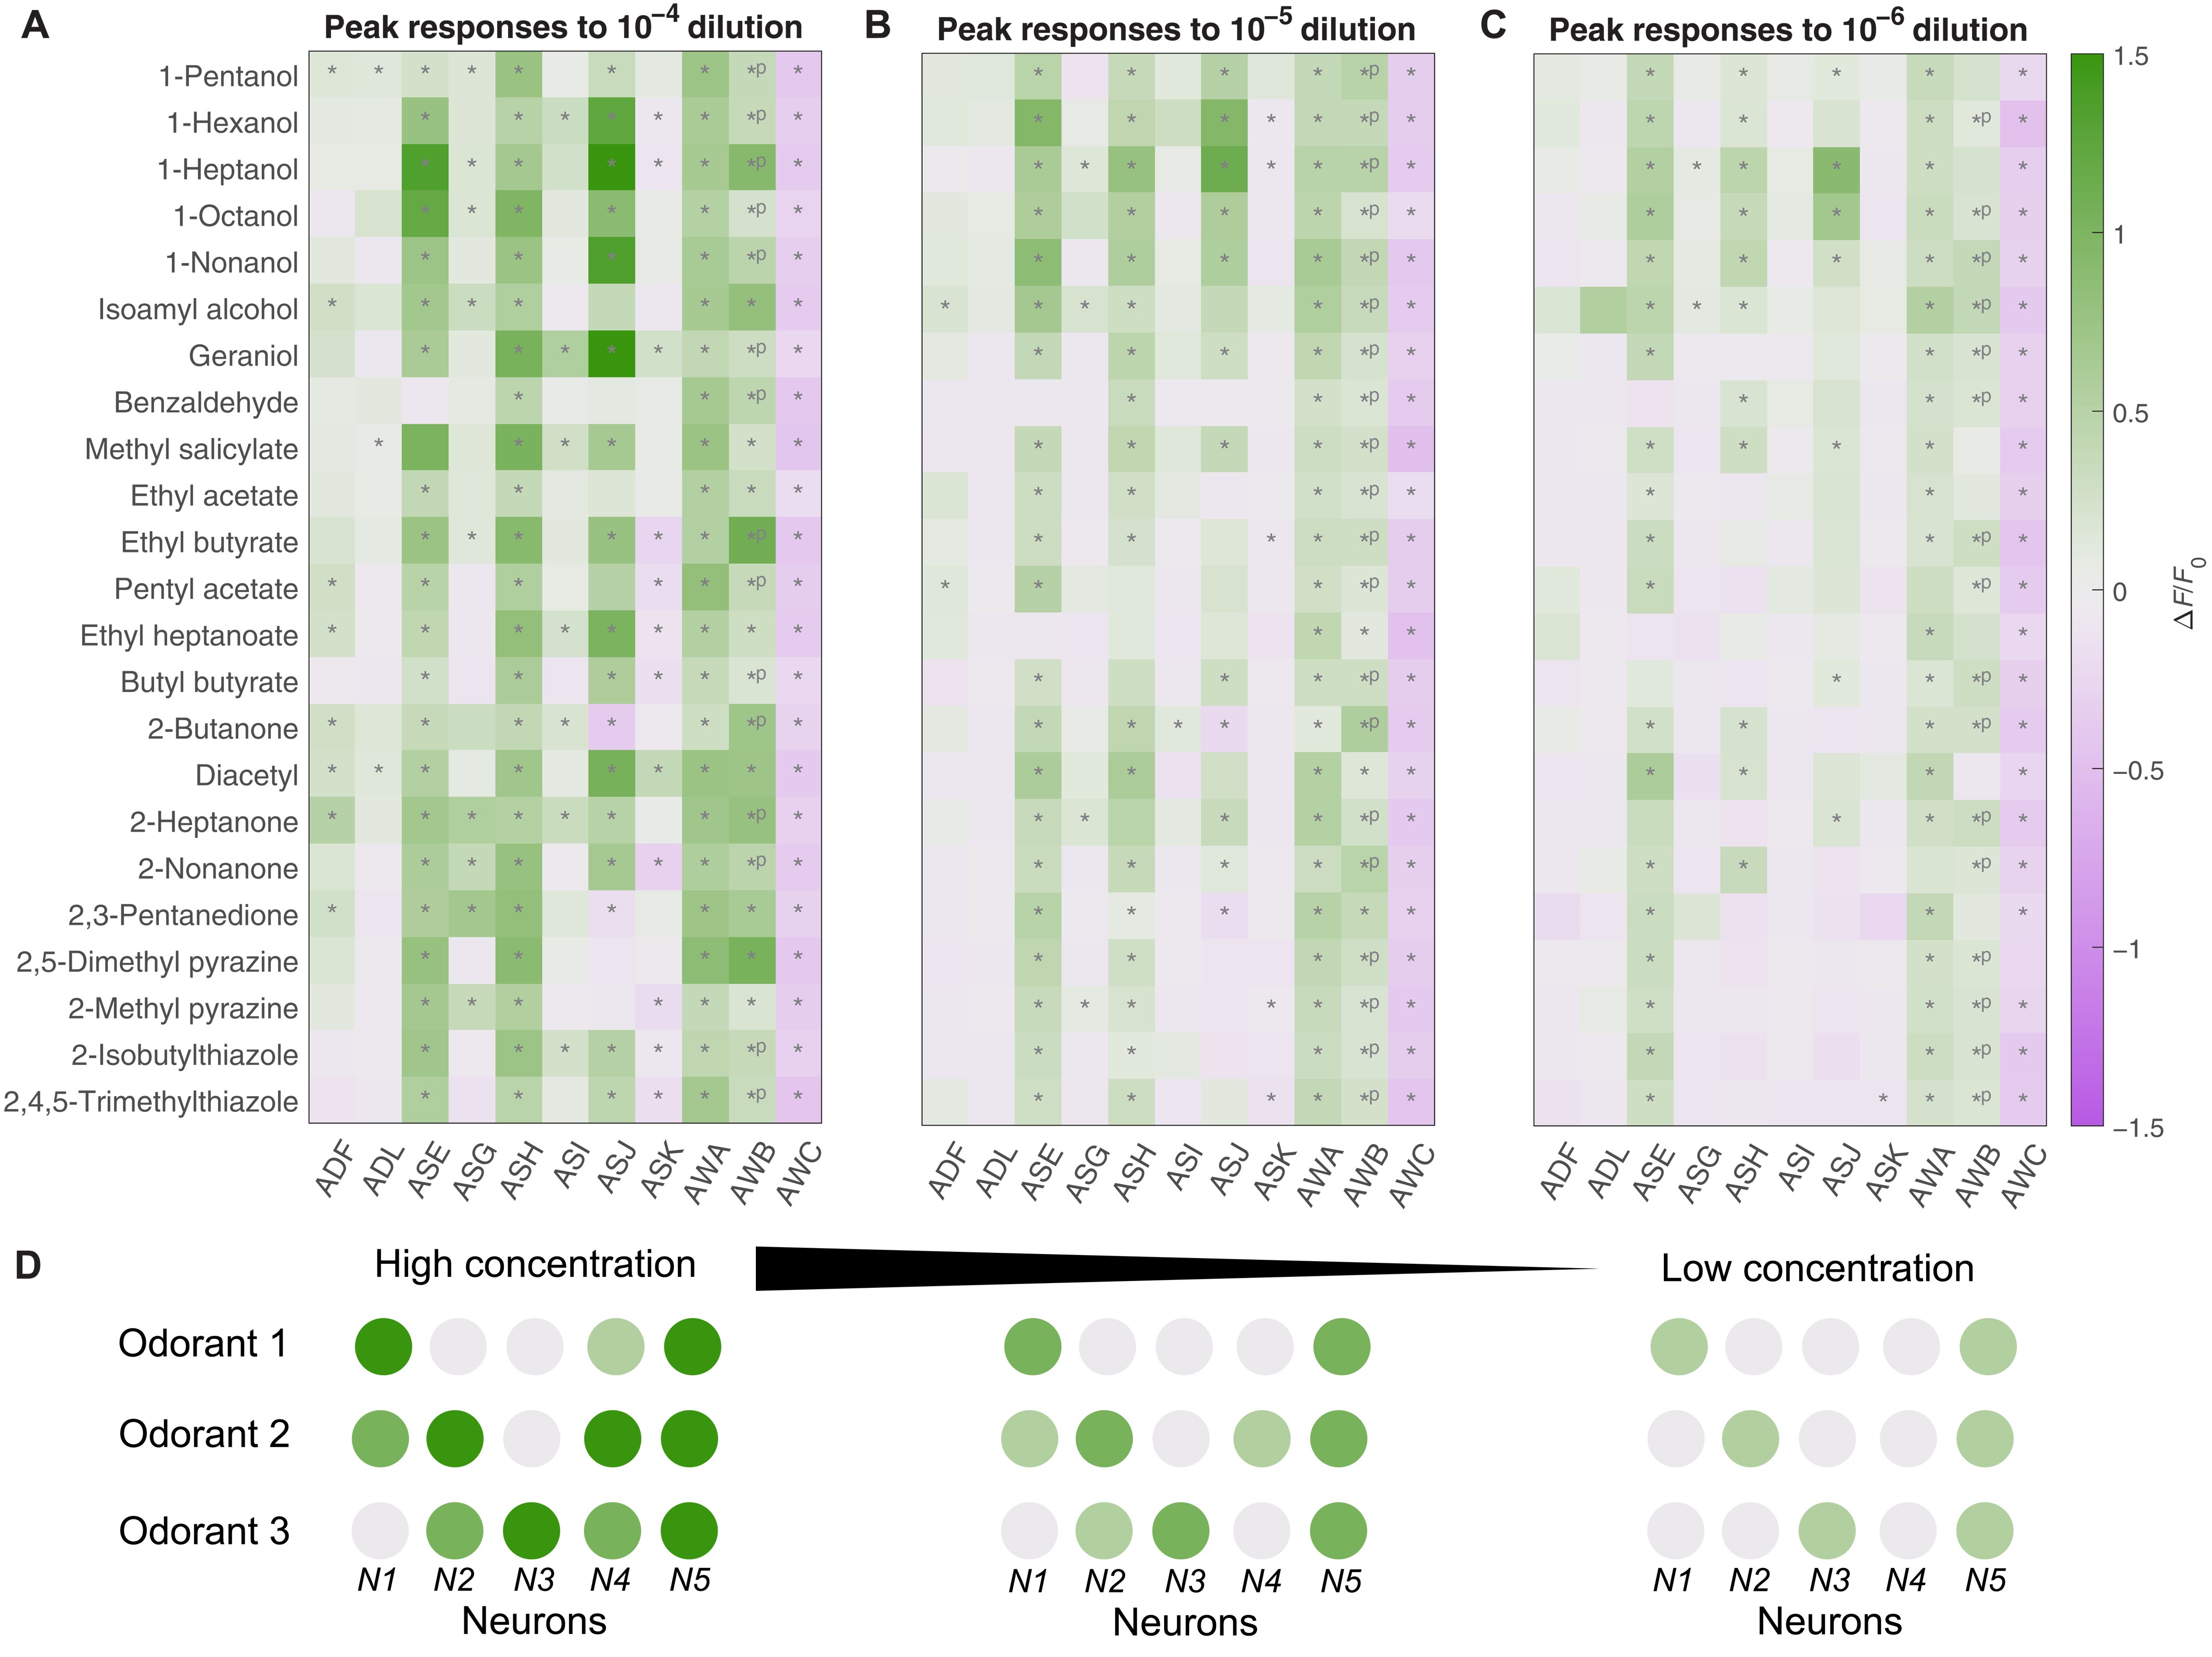 A Peak responses to 10⁻⁴ dilution
B Peak responses to 10⁻⁵ dilution
C Peak responses to 10⁻⁶ dilution
1-Pentanol * * * * * * * *p *
1-Hexanol * * * * * * *p *
1-Heptanol * * * * * * *p *
1-Octanol * * * * * *p *
1-Nonanol * * * * *p *
Isoamyl alcohol * * * * * * *
Geraniol * * * * * * *p *
Benzaldehyde * * *p *
Methyl salicylate * * * * * * *
Ethyl acetate * * * * *
Ethyl butyrate * * * * * * *p *
Pentyl acetate * * * * * *p *
Ethyl heptanoate * * * * * * * * *
Butyl butyrate * * * * * *p *
2-Butanone * * * * * * *p *
Diacetyl * * * * * * * * *
2-Heptanone * * * * * * * *p *
2-Nonanone * * * * * * *p *
2,3-Pentanedione * * * * * * * *
2,5-Dimethyl pyrazine * * * * *
2-Methyl pyrazine * * * * * * *
2-Isobutylthiazole * * * * * * *p *
2,4,5-Trimethylthiazole * * * * * *p *
ADF ADL ASE ASG ASH ASI ASJ ASK AWA AWB AWC
* * * * *p *
* * * * * *p *
* * * * * * *p *
* * * * *p *
* * * * *p *
* * * * * *p *
* * * * *p *
* * *p *
* * * * *p *
* * * *p *
* * * * *p *
* * * *p *
* * *
* * * *p *
* * * * * *p *
* * * * *
* * * * *p *
* * * * *p *
* * * * * *
* * * *p *
* * * * * *p *
* * * *p *
* * * * *p *
ADF ADL ASE ASG ASH ASI ASJ ASK AWA AWB AWC
* * * * *
* * * *p *
* * * * * *
* * * * *p *
* * * * *p *
* * * * *p *
* * *p *
* * *p *
* * * * *
* * *
* * *p *
* *p *
* *
* * *p *
* * * *p *
* * * *
* * *p *
* * *p *
* * *
* * *p
* * *p *
* * *p *
* * * *p *
ADF ADL ASE ASG ASH ASI ASJ ASK AWA AWB AWC
1.5
1
0.5
0
−0.5
−1
−1.5
ΔF/F₀
D High concentration Low concentration
Odorant 1
Odorant 2
Odorant 3
N1 N2 N3 N4 N5
Neurons
N1 N2 N3 N4 N5
Neurons
N1 N2 N3 N4 N5
Neurons